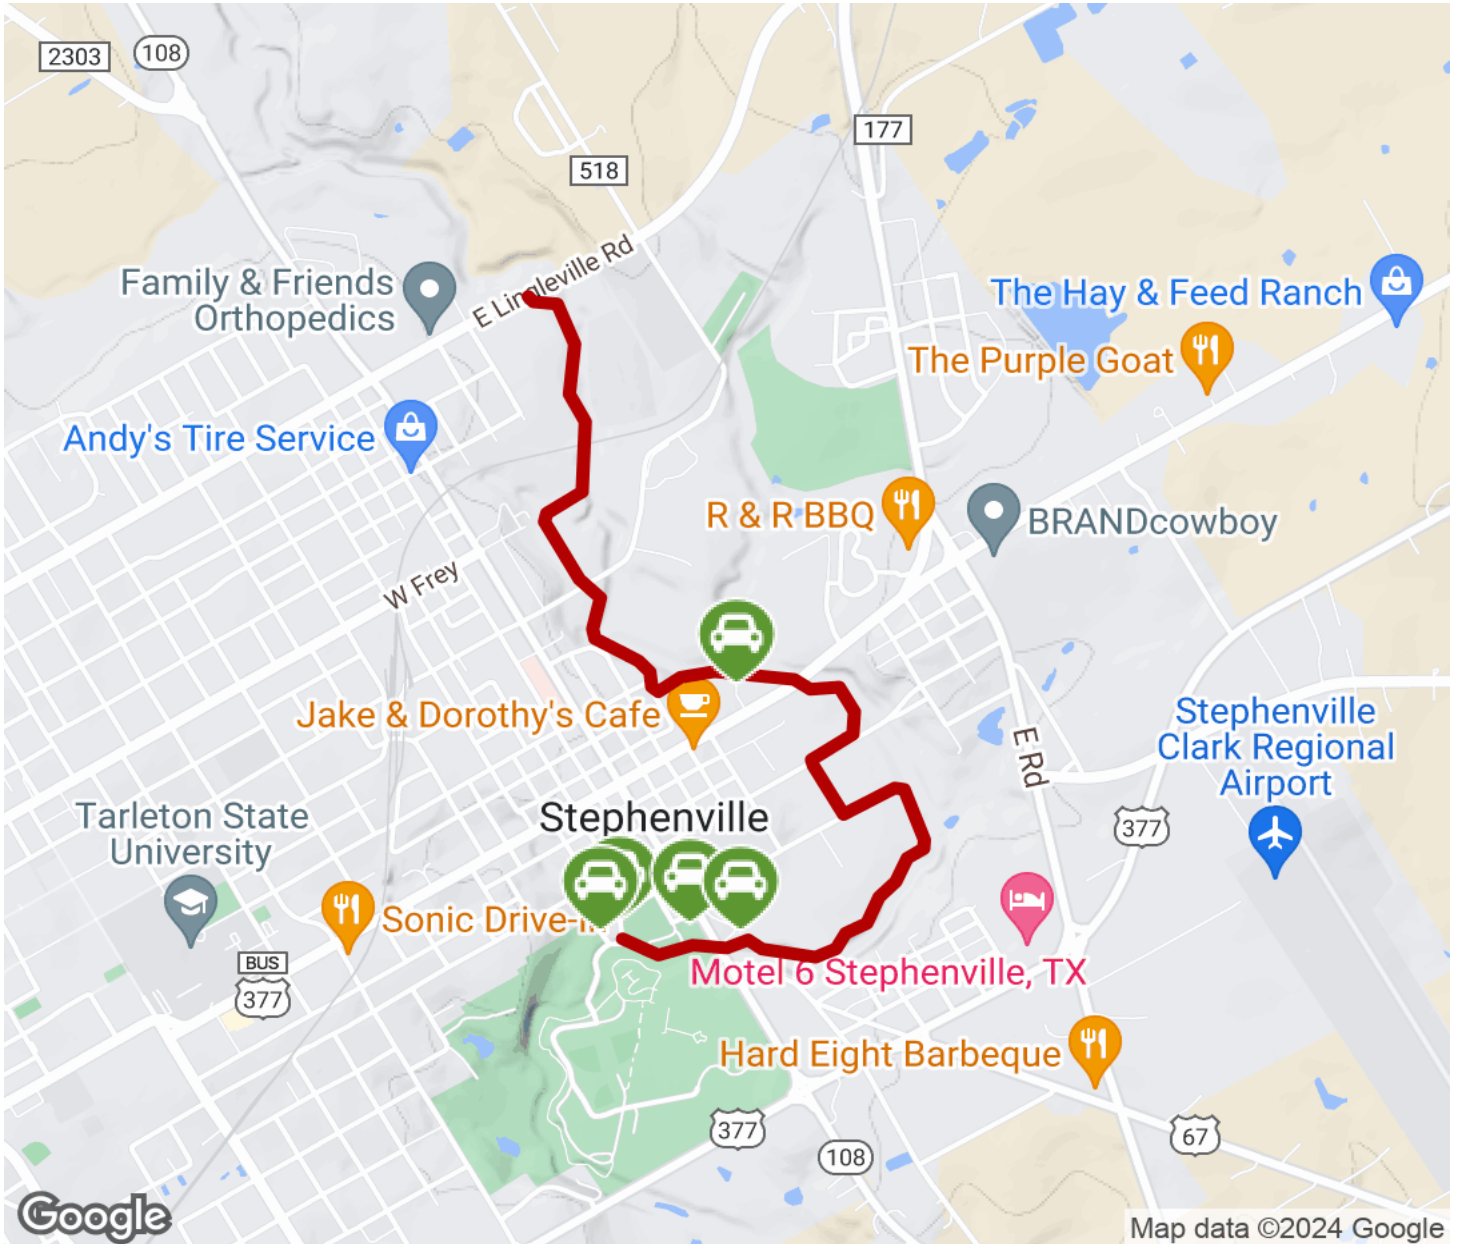 2303
108
177
518
E Lingleville Rd
Family & Friends
Orthopedics
The Hay & Feed Ranch
The Purple Goat
Andy's Tire Service
R & R BBQ
BRANDcowboy
W Frey
Jake & Dorothy's Cafe
E Rd
Stephenville
Clark Regional
Airport
Stephenville
Tarleton State
University
377
Sonic Drive-
BUS
377
Motel 6 Stephenville, TX
Hard Eight Barbeque
377
108
67
Google
Map data ©2024 Google